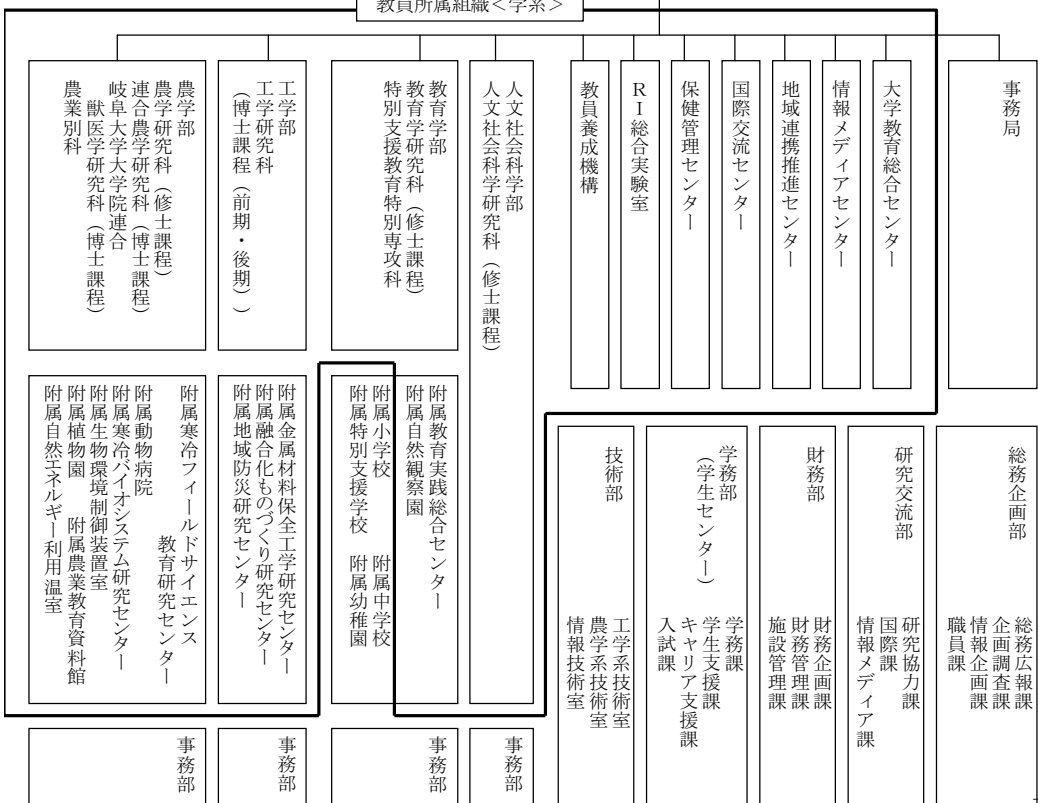 教員所属組織<学系>
事務局
大学教育総合センター
情報メディアセンター
地域連携推進センター
国際交流センター
保健管理センター
RI総合実験室
教員養成機構
人文社会科学部
人文社会科学研究科（修士課程）
教育学部
教育学研究科（修士課程）
特別支援教育特別専攻科
工学部
工学研究科
（博士課程（前期・後期））
農学部
農学研究科（修士課程）
連合農学研究科（博士課程）
岐阜大学大学院連合
獣医学研究科（博士課程）
農業別科
総務企画部
総務広報課
企画調査課
情報企画課
職員課
研究交流部
研究協力課
国際課
情報メディア課
財務部
財務企画課
財務管理課
施設管理課
学務部
（学生センター）
学務課
学生支援課
キャリア支援課
入試課
技術部
工学系技術室
農学系技術室
情報技術室
附属教育実践総合センター
附属自然観察園
附属小学校　附属中学校
附属特別支援学校　附属幼稚園
附属金属材料保全工学研究センター
附属融合化ものづくり研究センター
附属地域防災研究センター
附属寒冷フィールドサイエンス
教育研究センター
附属動物病院
附属寒冷バイオシステム研究センター
附属生物環境制御装置室
附属植物園　附属農業教育資料館
附属自然エネルギー利用温室
事務部
事務部
事務部
事務部